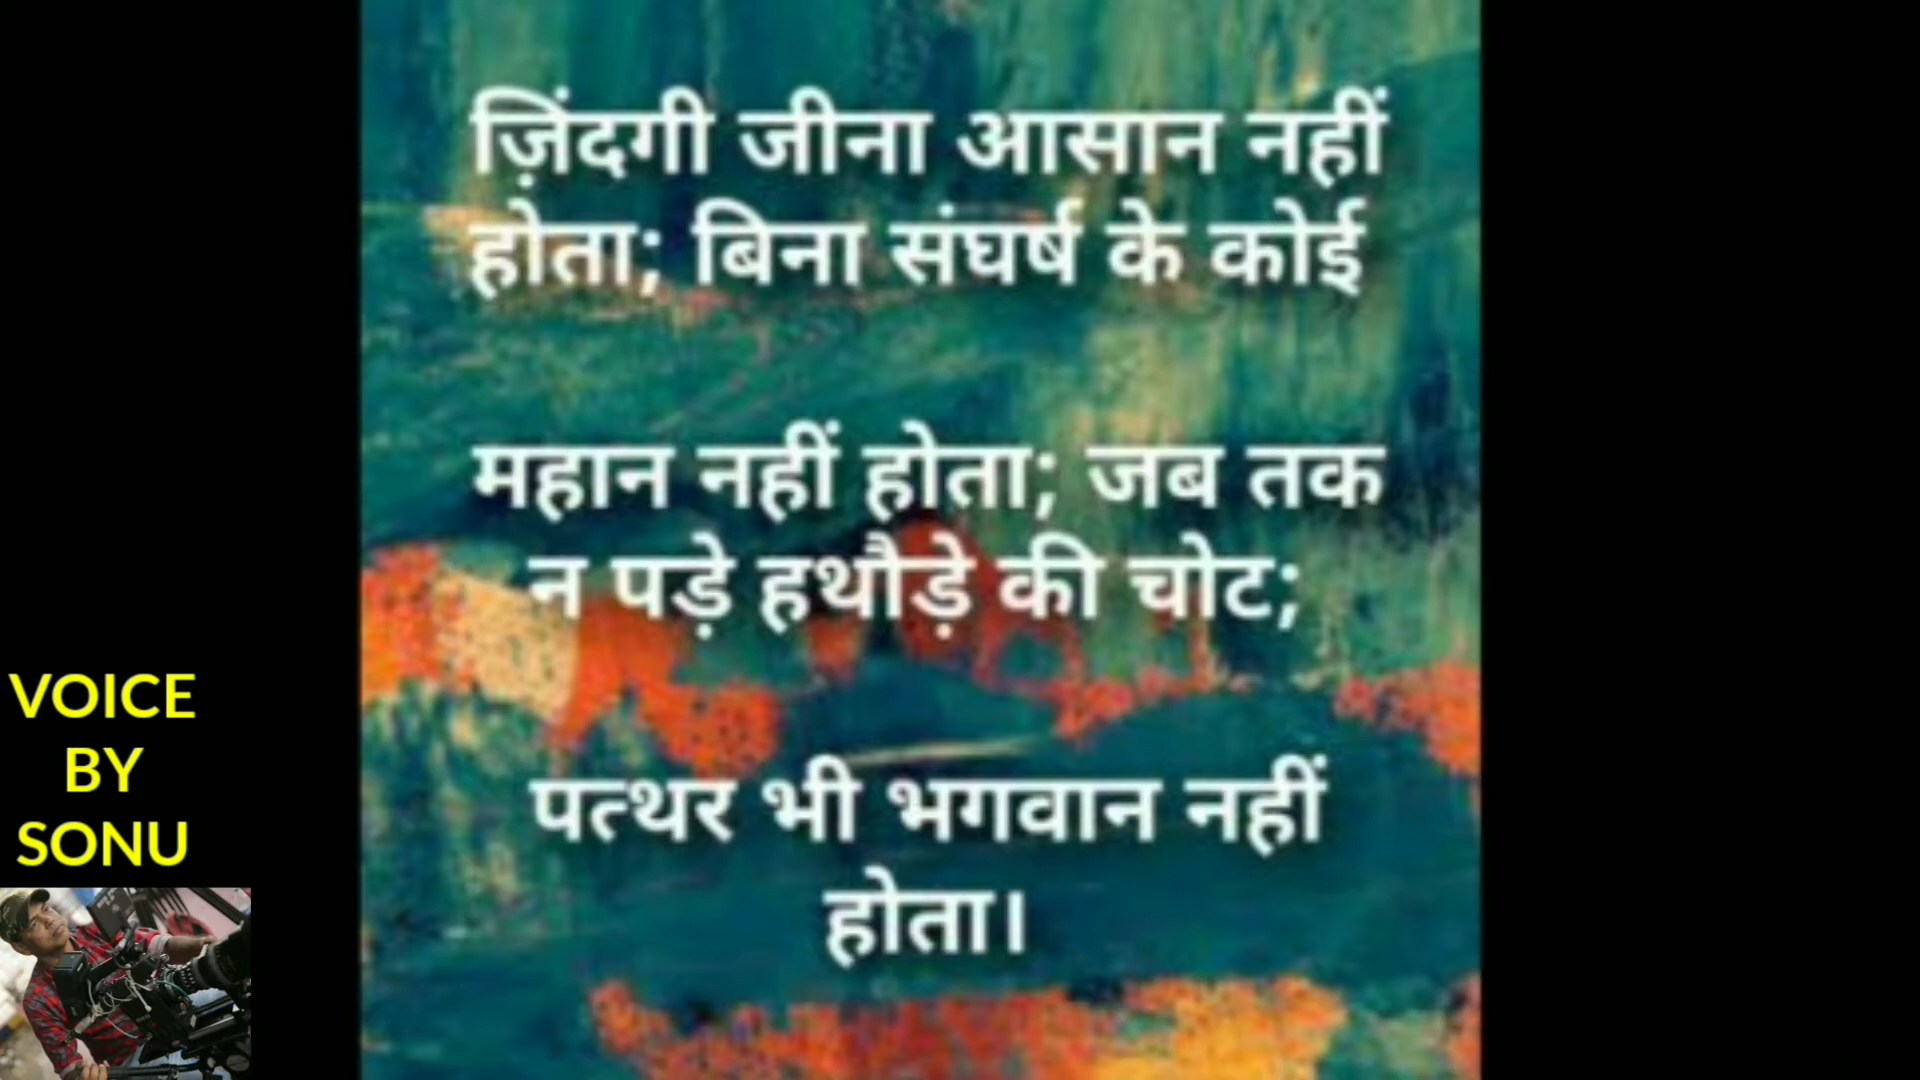 ज़िंदगी जीना आसान नहीं
होता; बिना संघर्ष के कोई
महान नहीं होता; जब तक
न पड़े हथौड़े की चोट;
पत्थर भी भगवान नहीं
होता।
VOICE
BY
SONU